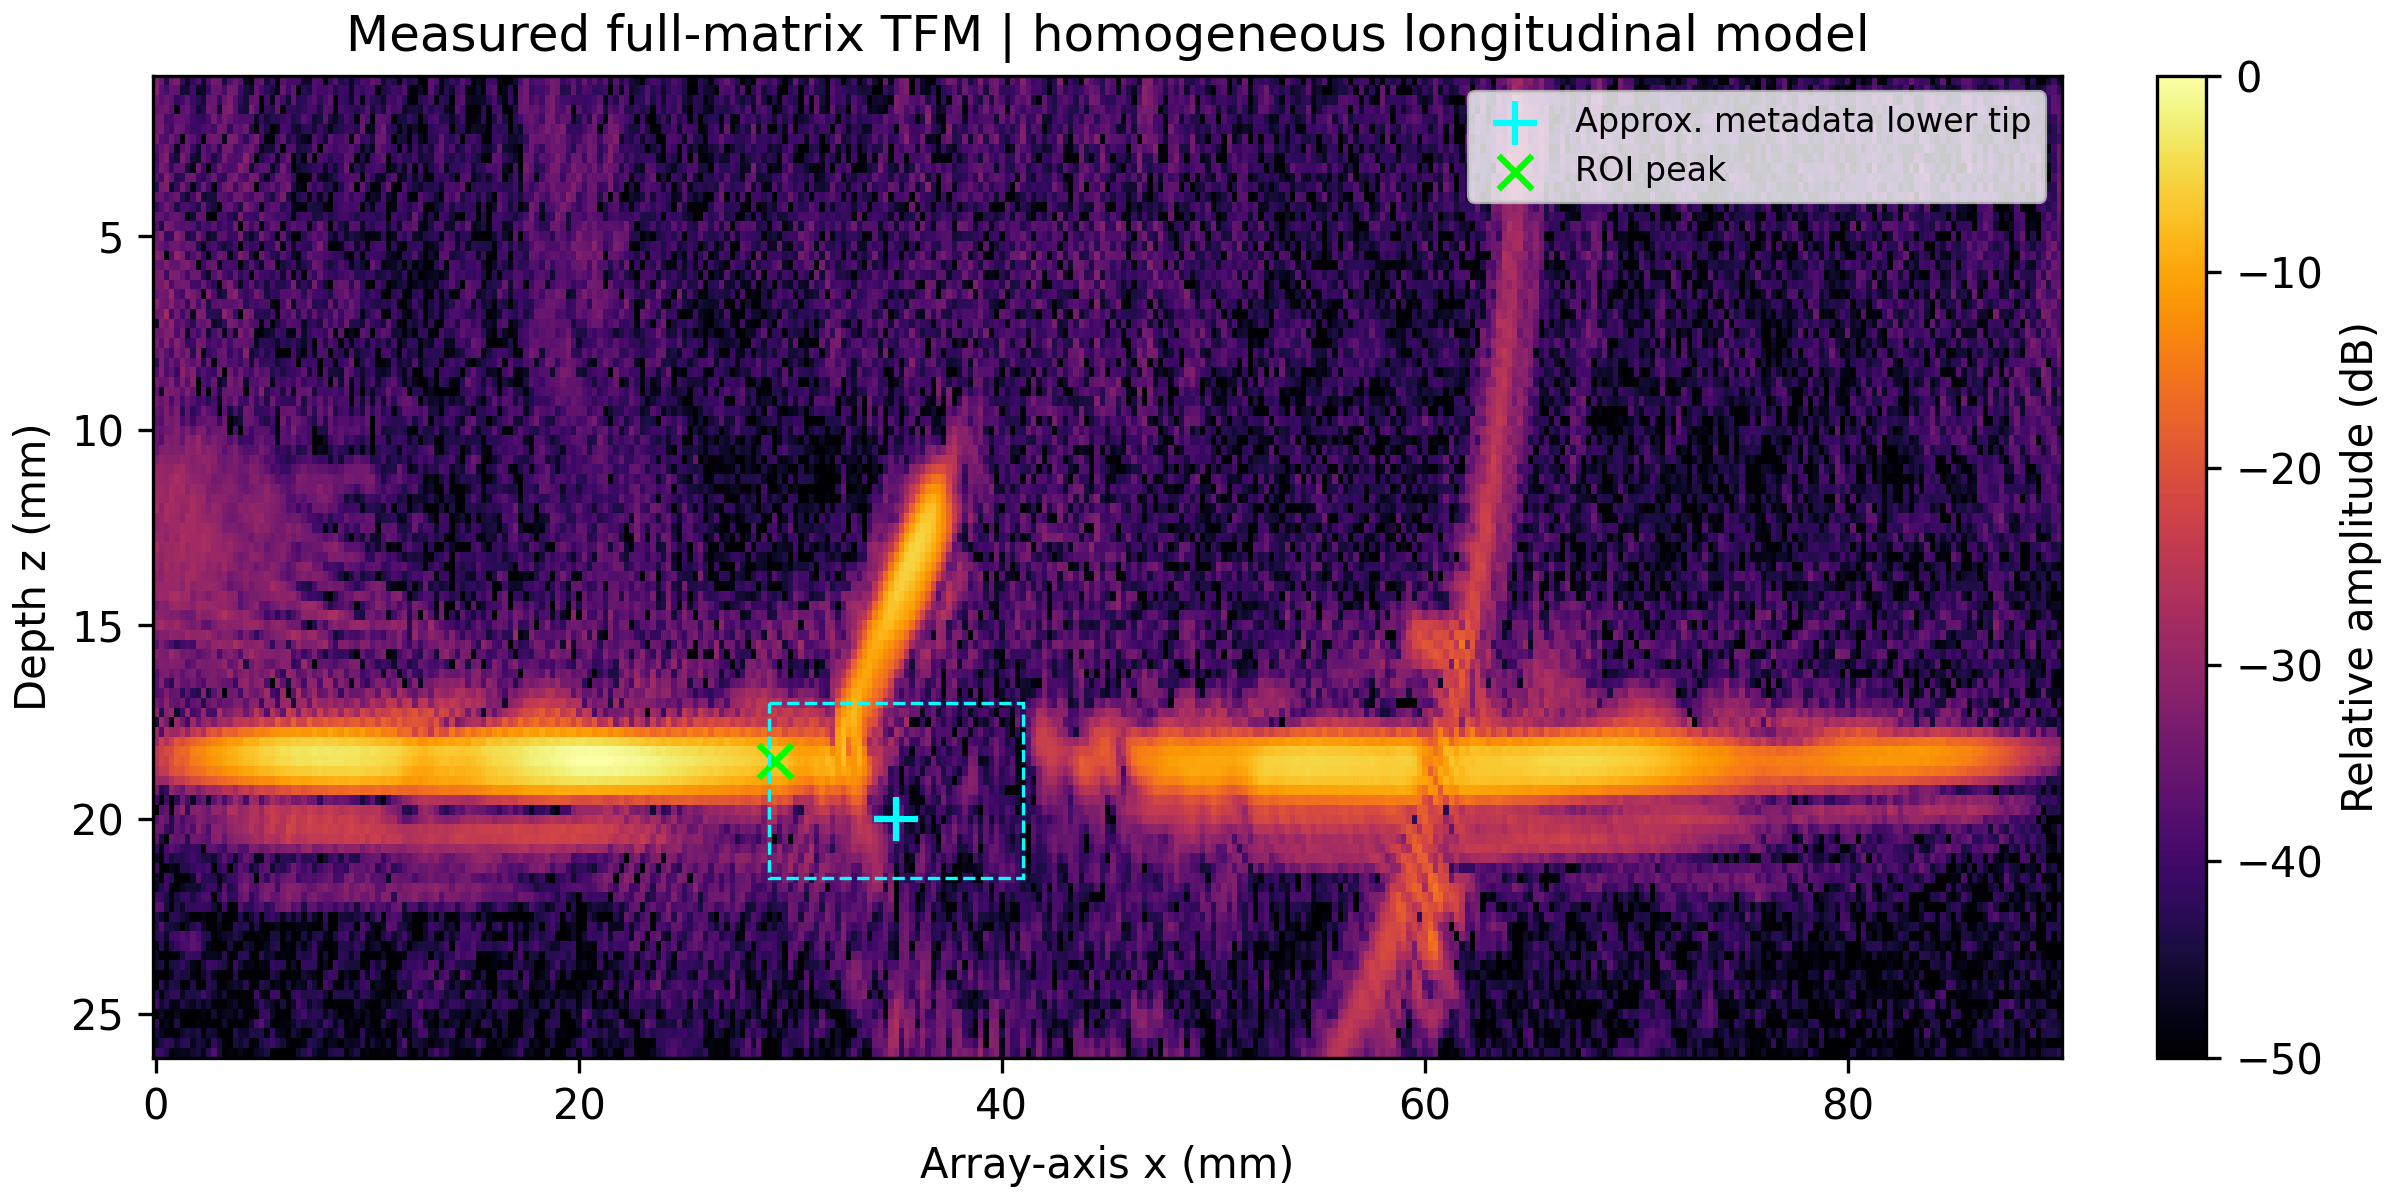 Measured full-matrix TFM | homogeneous longitudinal model
Approx. metadata lower tip
ROI peak
5
10
15
20
25
Depth z (mm)
0
20
40
60
80
Array-axis x (mm)
0
−10
−20
−30
−40
−50
Relative amplitude (dB)